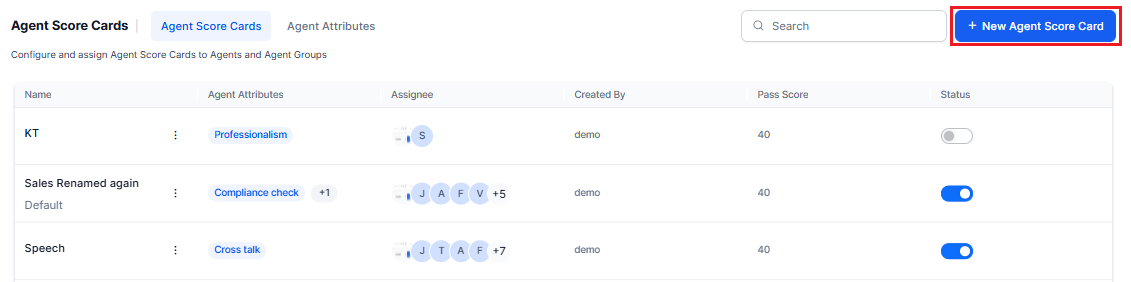 Agent Score Cards Agent Score Cards Agent Attributes Search + New Agent Score Card
Configure and assign Agent Score Cards to Agents and Agent Groups
Name Agent Attributes Assignee Created By Pass Score Status
KT Professionalism S demo 40
Sales Renamed again Compliance check +1 J A F V +5 demo 40
Default
Speech Cross talk J T A F +7 demo 40